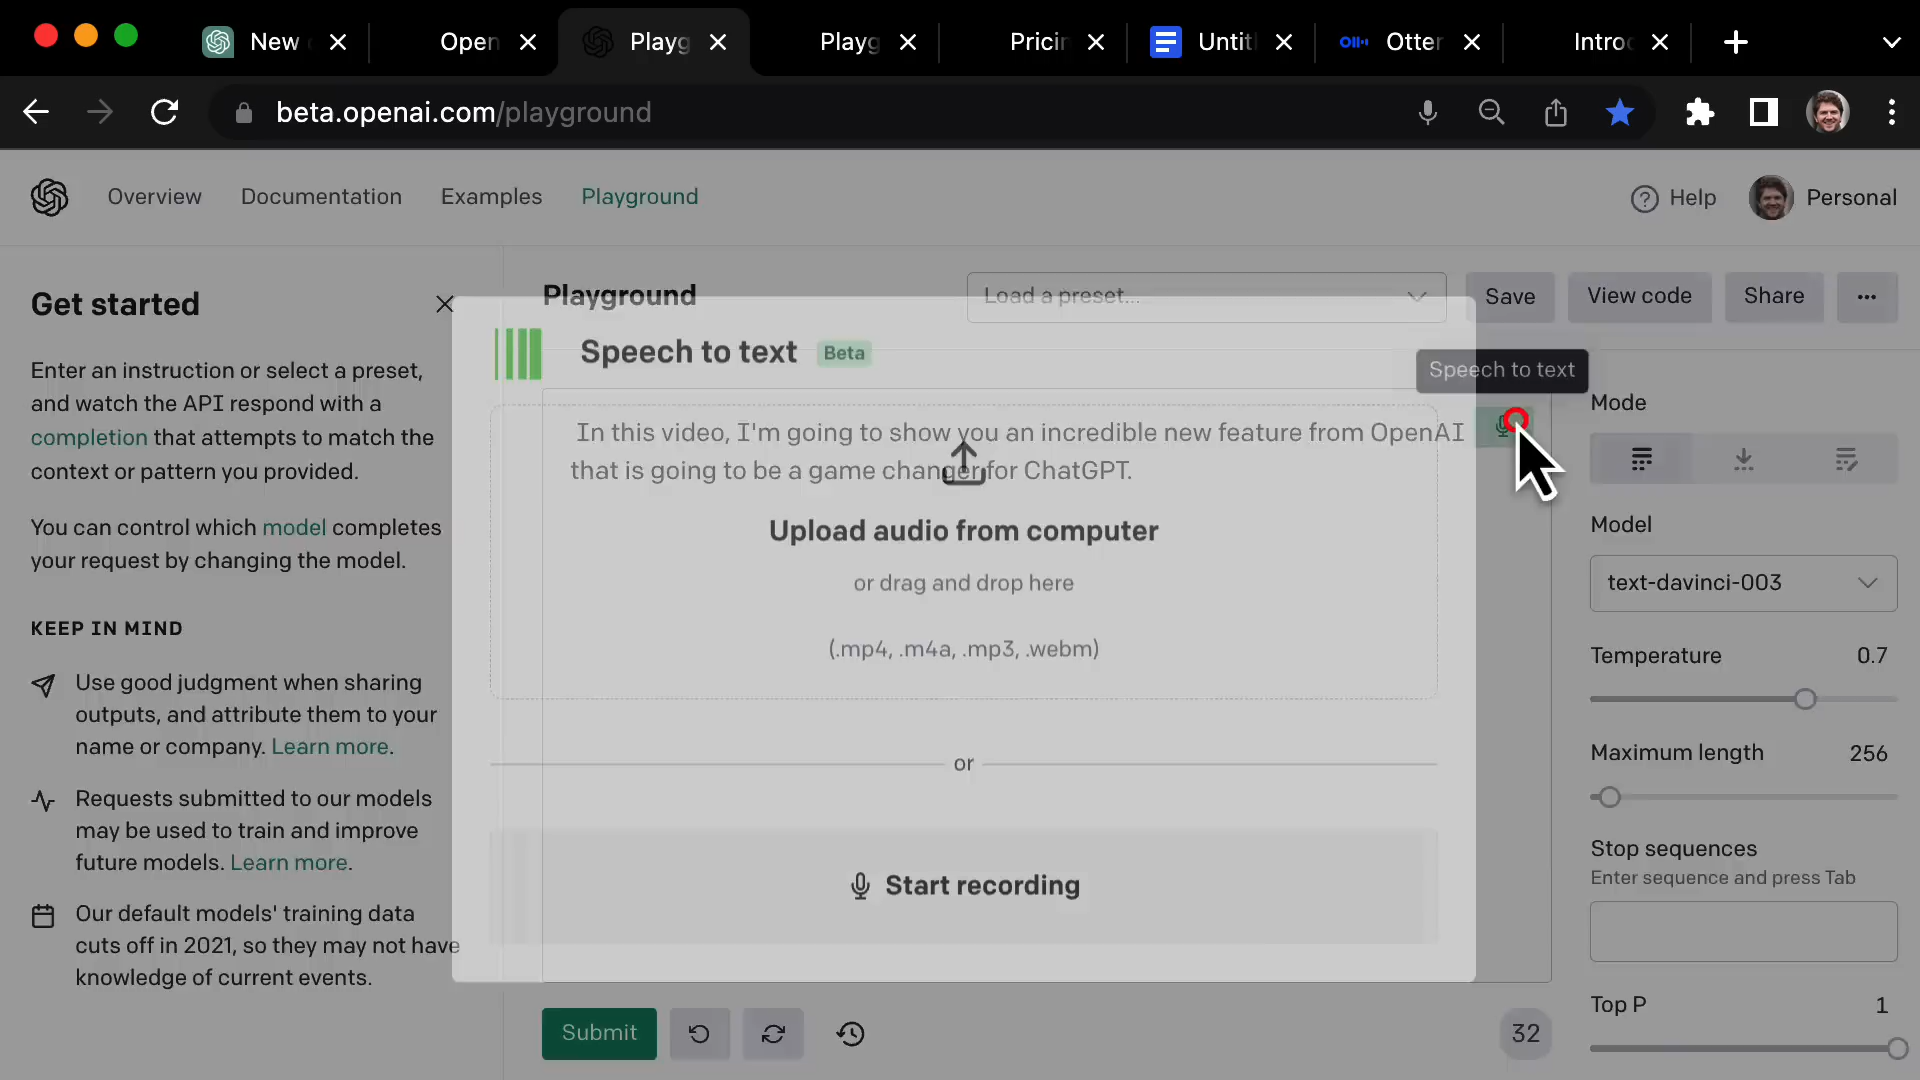 New
Open
Playg
Playg
Pricin
Untit
Otter
Introd
beta.openai.com/playground
Overview
Documentation
Examples
Playground
Help
Personal
Get started
Enter an instruction or select a preset,
and watch the API respond with a
completion that attempts to match the
context or pattern you provided.
You can control which model completes
your request by changing the model.
KEEP IN MIND
Use good judgment when sharing
outputs, and attribute them to your
name or company. Learn more.
Requests submitted to our models
may be used to train and improve
future models. Learn more.
Our default models' training data
cuts off in 2021, so they may not have
knowledge of current events.
Playground
Load a preset...
Save
View code
Share
Speech to text Beta
Speech to text
In this video, I'm going to show you an incredible new feature from OpenAI
that is going to be a game changer for ChatGPT.
Upload audio from computer
or drag and drop here
(.mp4, .m4a, .mp3, .webm)
or
Start recording
Submit
32
Mode
Model
text-davinci-003
Temperature 0.7
Maximum length 256
Stop sequences
Enter sequence and press Tab
Top P 1